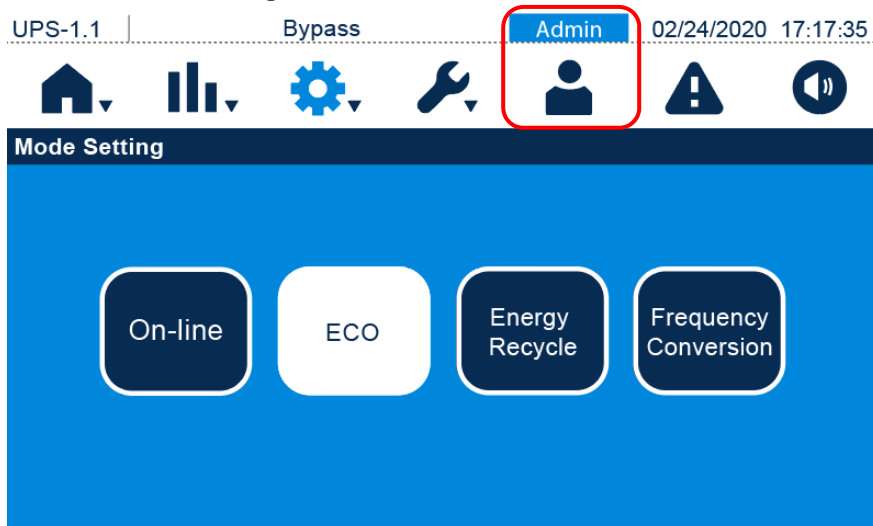 UPS-1.1 Bypass Admin 02/24/2020 17:17:35
Mode Setting
On-line
ECO
Energy
Recycle
Frequency
Conversion